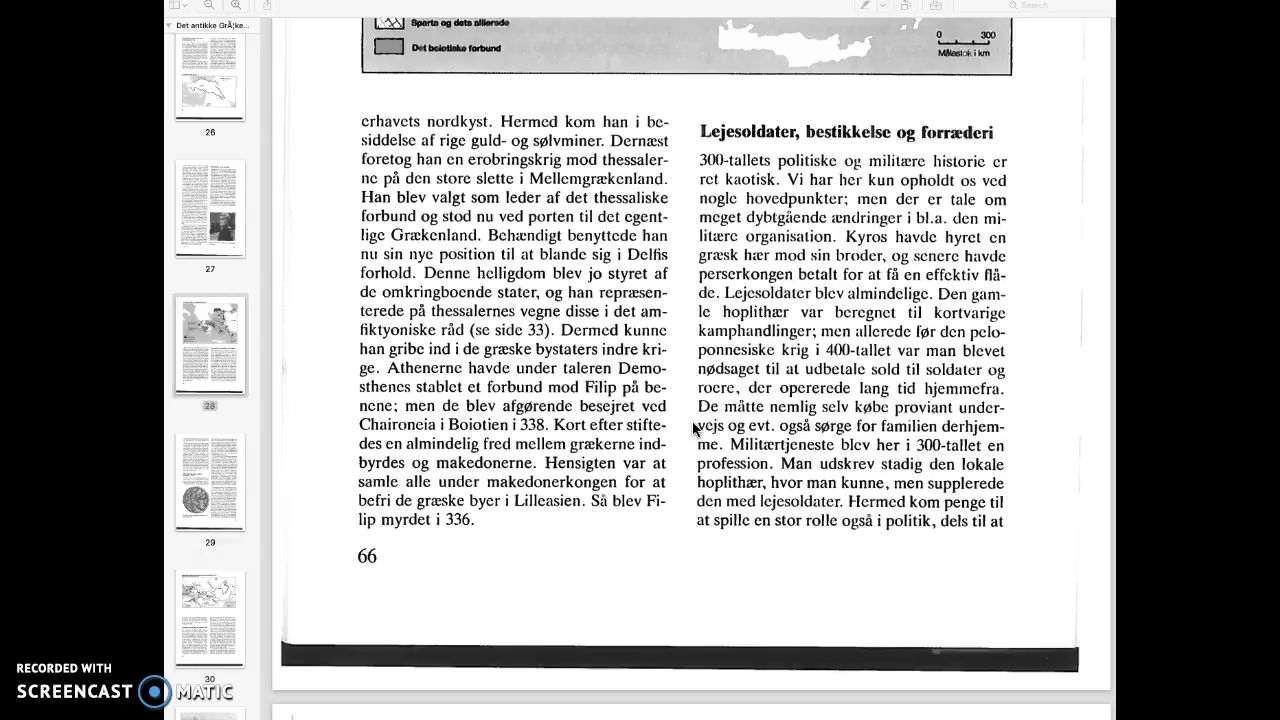 Search
Det antikke GrÃ¦ke...
26
27
28
29
30
Sparta og dets allierede
Det boiotiske forbund
0 300
Målestok i km
erhavets nordkyst. Hermed kom han i be-
siddelse af rige guld- og sølvminer. Dernæst
foretog han en erobringskrig mod thessaler-
ne på den store slette i Mellemgrækenland.
Han blev valgt som leder af det thessaliske
forbund og stod nu ved porten til det egent-
lige Grækenland. Behændigt benyttede han
nu sin nye position til at blande sig i Delfis
forhold. Denne helligdom blev jo styret af
de omkringboende stater, og han repræsen-
terede på thessalernes vegne disse i det am-
fiktyoniske råd (se side 33). Dermed kunne
han gribe ind i de græske bystaters indre kri-
ge. Athenerne havde under taleren Demo-
sthenes stablet et forbund mod Filip på be-
nene; men de blev afgørende besejret ved
Chaironeia i Boiotien i 338. Kort efter stifte-
des en almindelig fred mellem grækerne ind-
byrdes og makedonerne. Hensigten var at
samle alle under makedonerkongen for at
befri de græske byer i Lilleasien. Så blev Fi-
lip myrdet i 336.
66
Lejesoldater, bestikkelse og forræderi
300-tallets politiske og militære historie er
ret kaotisk. Vi har her kun opholdt os ved
nogle hovedpunkter; men der er tale om
meget dybtgående ændringer i bl.a. den mi-
litære organisation. Kyros havde hyret en
græsk hær mod sin broder, og senere havde
perserkongen betalt for at få en effektiv flå-
de. Lejesoldater blev almindelige. Den gam-
le hoplithær var beregnet til kortvarige
kamphandlinger; men allerede før den pelo-
ponnesiske krig i 400-tallet var man blevet
nødsaget til at udbetale sold til soldater og
roere, der opererede lang tid hjemmefra.
De måtte nemlig selv købe proviant under-
vejs og evt. også sørge for familien derhjem-
Militærtjeneste blev her i 300-tallet en
profession. Man udskrev nemlig den lokale
hoplithær, hvor man kunne, men supplerede
den med lejesoldater. Hermed kom penge til
at spille en stor rolle også i politik, dels til at
RECORDED WITH
SCREENCAST MATIC